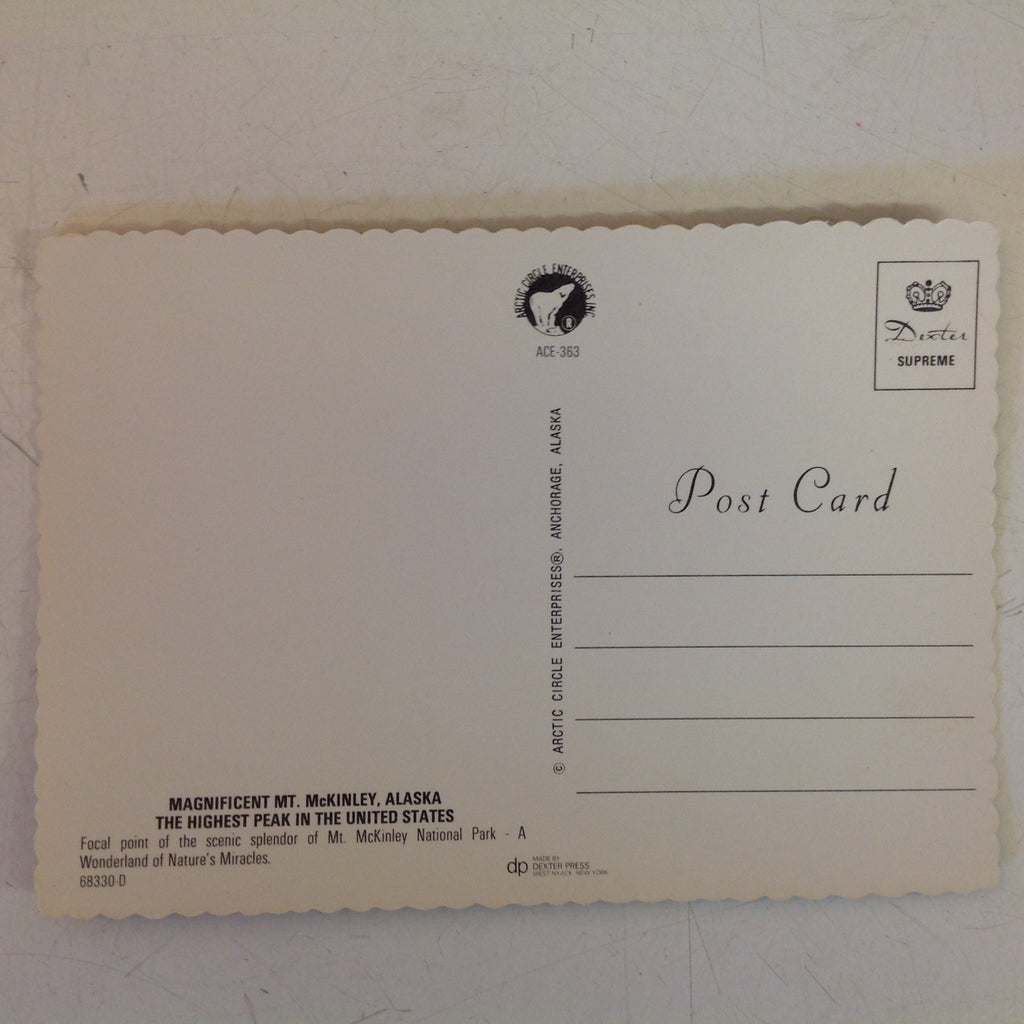 ARCTIC CIRCLE ENTERPRISES INC
®
ACE-363
Dexter
SUPREME
Post Card
© ARCTIC CIRCLE ENTERPRISES®, ANCHORAGE, ALASKA
MAGNIFICENT MT. McKINLEY, ALASKA
THE HIGHEST PEAK IN THE UNITED STATES
Focal point of the scenic splendor of Mt. McKinley National Park - A
Wonderland of Nature's Miracles.
68330-D
dp
MADE BY
DEXTER PRESS
WEST NYACK, NEW YORK